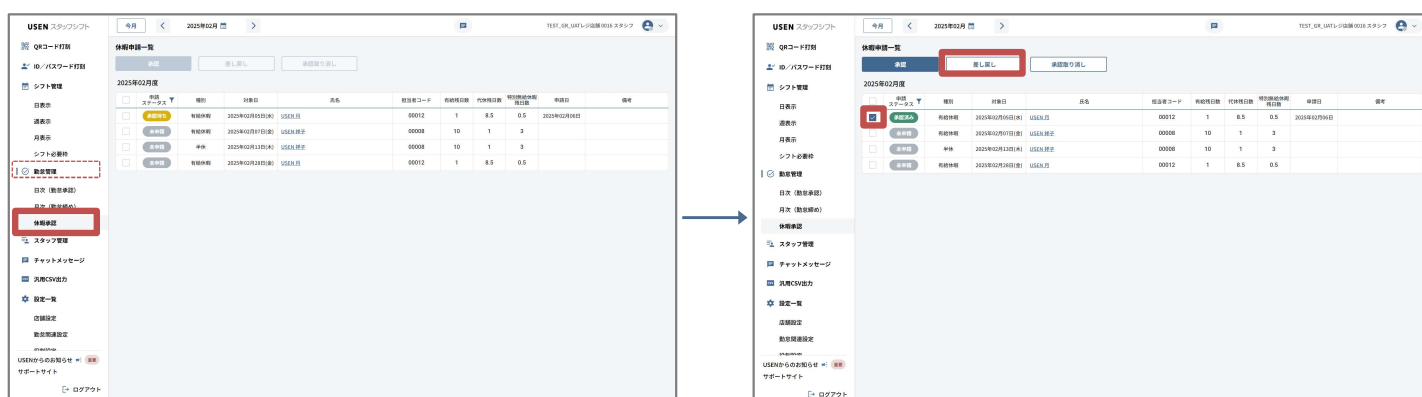 USEN スタッフシフト
QRコード打刻
ID／パスワード打刻
シフト管理
日表示
週表示
月表示
シフト必要枠
勤怠管理
日次（勤怠承認）
月次（勤怠締め）
休暇承認
スタッフ管理
チャットメッセージ
汎用CSV出力
設定一覧
店舗設定
勤怠関連設定
USENからのお知らせ 重要
サポートサイト
ログアウト
今月 2025年02月 TEST_GR_UATレジ店舗0016 スタシフ
休暇申請一覧
承認 差し戻し 承認取り消し
2025年02月度
申請ステータス 種別 対象日 氏名 担当者コード 有給残日数 代休残日数 特別無給休暇残日数 申請日 備考
承認待ち 有給休暇 2025年02月05日(水) USEN 月 00012 1 8.5 0.5 2025年02月06日
未申請 有給休暇 2025年02月07日(金) USEN 祥子 00008 10 1 3
未申請 半休 2025年02月13日(木) USEN 祥子 00008 10 1 3
未申請 有給休暇 2025年02月28日(金) USEN 月 00012 1 8.5 0.5
USEN スタッフシフト
QRコード打刻
ID／パスワード打刻
シフト管理
日表示
週表示
月表示
シフト必要枠
勤怠管理
日次（勤怠承認）
月次（勤怠締め）
休暇承認
スタッフ管理
チャットメッセージ
汎用CSV出力
設定一覧
店舗設定
勤怠関連設定
USENからのお知らせ 重要
サポートサイト
ログアウト
今月 2025年02月 TEST_GR_UATレジ店舗0016 スタシフ
休暇申請一覧
承認 差し戻し 承認取り消し
2025年02月度
申請ステータス 種別 対象日 氏名 担当者コード 有給残日数 代休残日数 特別無給休暇残日数 申請日 備考
承認済み 有給休暇 2025年02月05日(水) USEN 月 00012 1 8.5 0.5 2025年02月06日
未申請 有給休暇 2025年02月07日(金) USEN 祥子 00008 10 1 3
未申請 半休 2025年02月13日(木) USEN 祥子 00008 10 1 3
未申請 有給休暇 2025年02月28日(金) USEN 月 00012 1 8.5 0.5